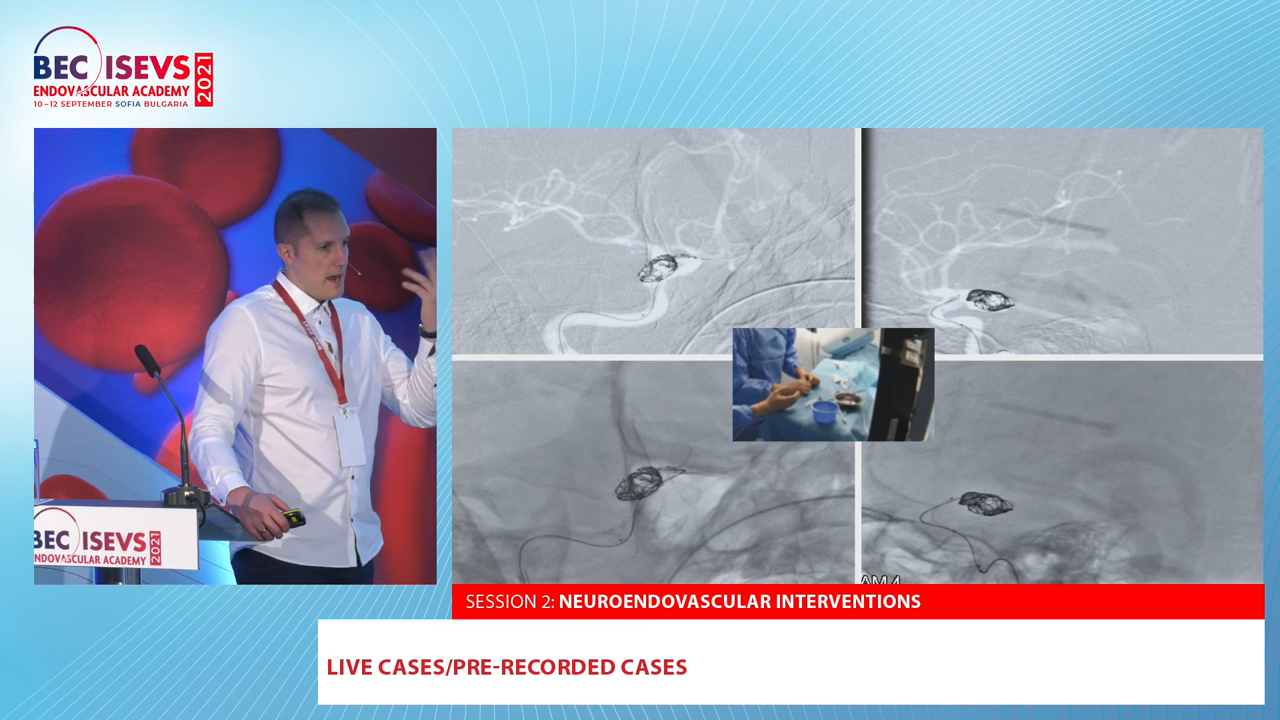 BEC ISEVS
ENDOVASCULAR ACADEMY
2021
10–12 SEPTEMBER SOFIA BULGARIA
BEC ISEVS
ENDOVASCULAR ACADEMY
2021
SESSION 2: NEUROENDOVASCULAR INTERVENTIONS
LIVE CASES/PRE-RECORDED CASES